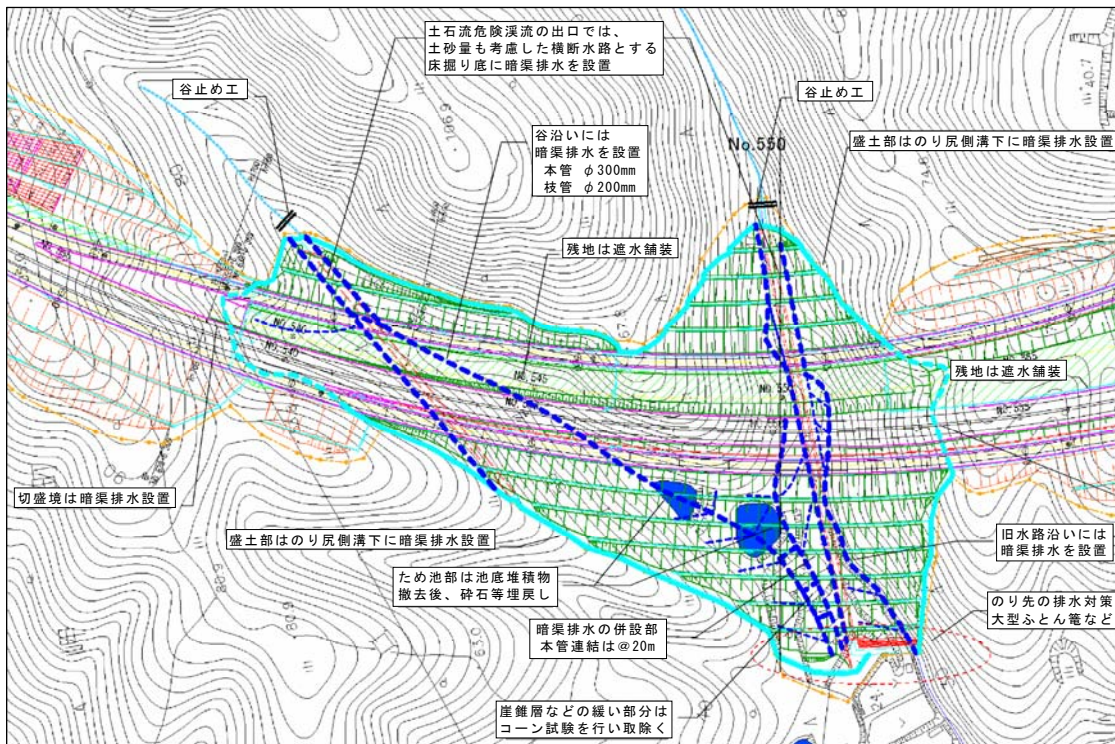 土石流危険渓流の出口では、
土砂量も考慮した横断水路とする
床掘り底に暗渠排水を設置
谷止め工
谷止め工
谷沿いには
暗渠排水を設置
本管 φ300mm
枝管 φ200mm
No.550
盛土部はのり尻側溝下に暗渠排水設置
残地は遮水舗装
残地は遮水舗装
切盛境は暗渠排水設置
盛土部はのり尻側溝下に暗渠排水設置
ため池部は池底堆積物
撤去後、砕石等埋戻し
旧水路沿いには
暗渠排水を設置
暗渠排水の併設部
本管連結は@20m
のり先の排水対策
大型ふとん篭など
崖錐層などの緩い部分は
コーン試験を行い取除く
NO.545